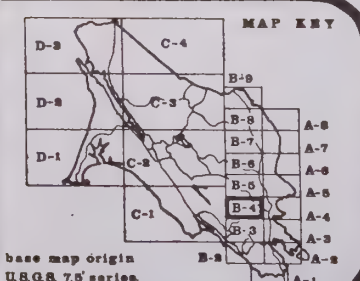 MAP KEY
D-3
C-4
B-9
D-2
C-3
B-8
A-8
B-7
A-7
D-1
B-6
A-6
C-2
B-5
A-5
B-4
A-4
C-1
B-3
A-3
B-2
A-2
A-1
base map origin
U.S.G.S. 7.5' series